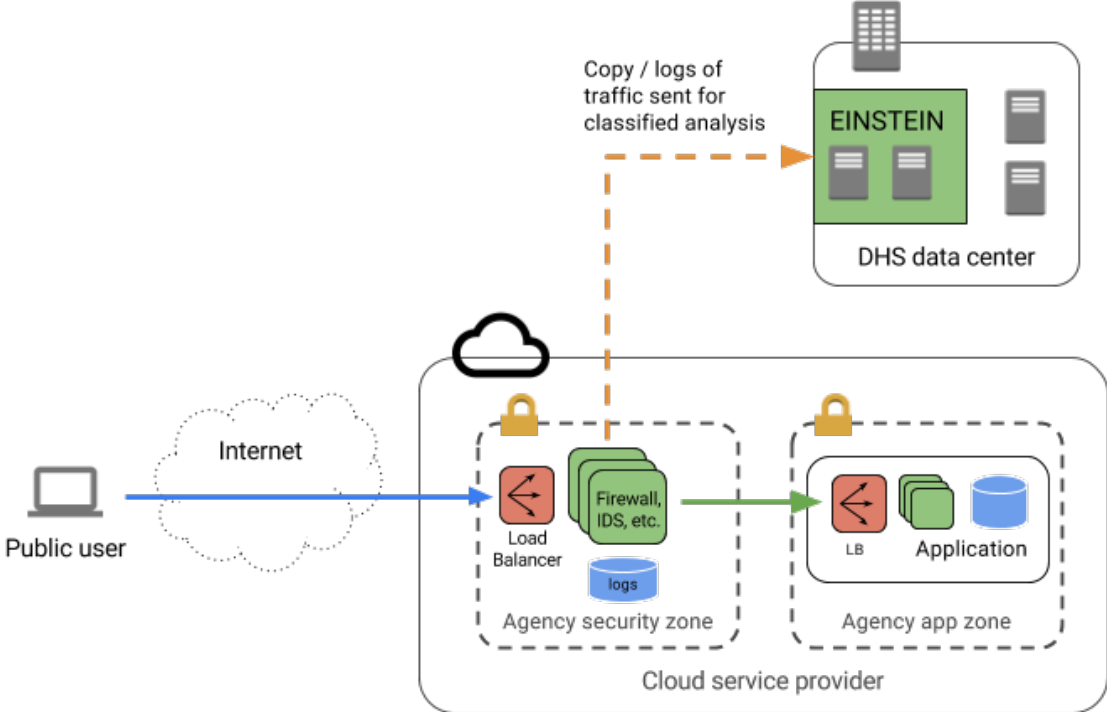 Copy / logs of
traffic sent for
classified analysis
EINSTEIN
DHS data center
Internet
Public user
Load
Balancer
Firewall,
IDS, etc.
logs
Agency security zone
LB
Application
Agency app zone
Cloud service provider